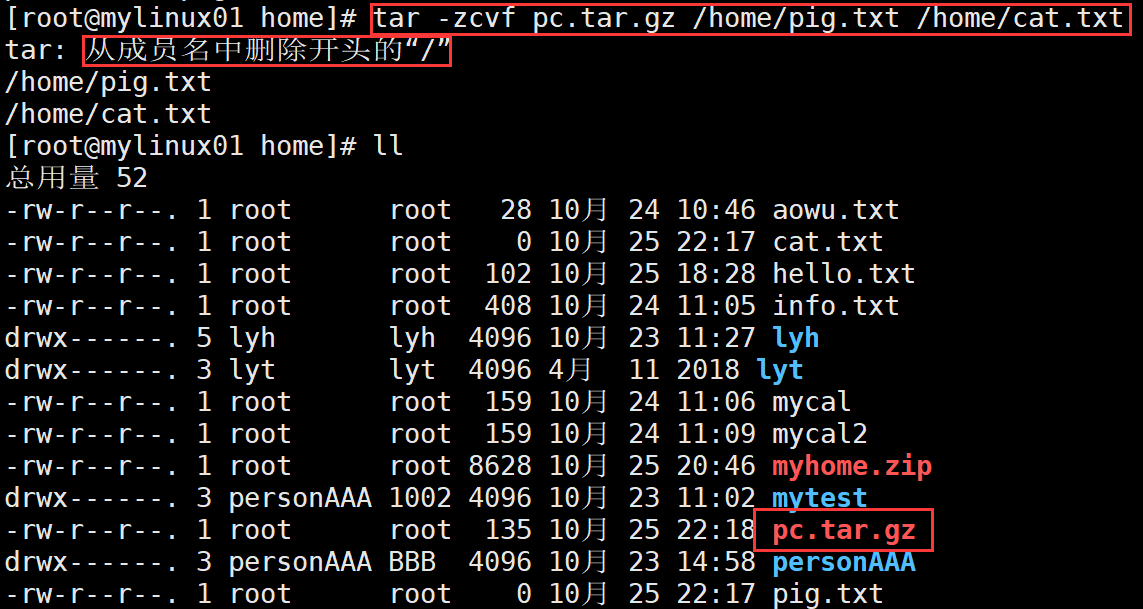 [root@mylinux01 home]# tar -zcvf pc.tar.gz /home/pig.txt /home/cat.txt
tar: 从成员名中删除开头的“/”
/home/pig.txt
/home/cat.txt
[root@mylinux01 home]# ll
总用量 52
-rw-r--r--. 1 root      root   28 10月 24 10:46 aowu.txt
-rw-r--r--. 1 root      root    0 10月 25 22:17 cat.txt
-rw-r--r--. 1 root      root  102 10月 25 18:28 hello.txt
-rw-r--r--. 1 root      root  408 10月 24 11:05 info.txt
drwx------. 5 lyh       lyh  4096 10月 23 11:27 lyh
drwx------. 3 lyt       lyt  4096 4月  11 2018 lyt
-rw-r--r--. 1 root      root  159 10月 24 11:06 mycal
-rw-r--r--. 1 root      root  159 10月 24 11:09 mycal2
-rw-r--r--. 1 root      root 8628 10月 25 20:46 myhome.zip
drwx------. 3 personAAA 1002 4096 10月 23 11:02 mytest
-rw-r--r--. 1 root      root  135 10月 25 22:18 pc.tar.gz
drwx------. 3 personAAA BBB  4096 10月 23 14:58 personAAA
-rw-r--r--. 1 root      root    0 10月 25 22:17 pig.txt